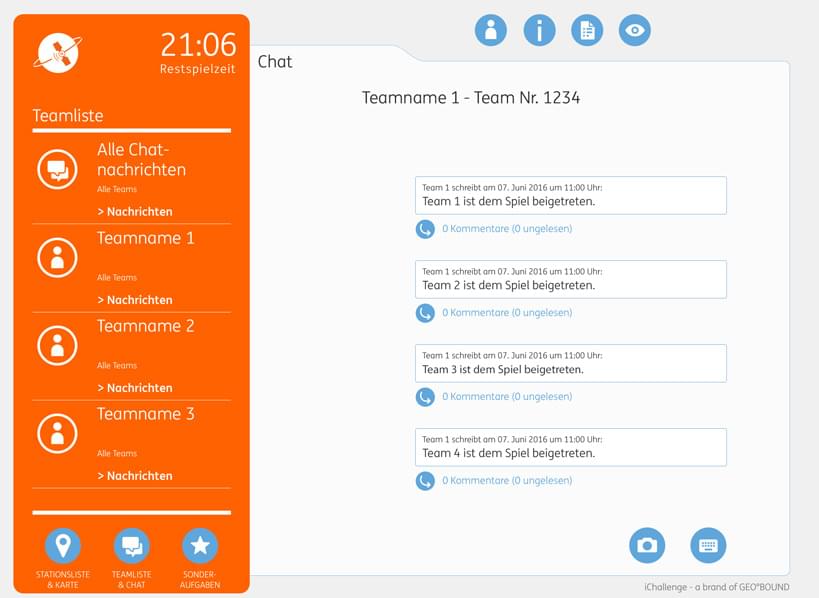 21:06
Restspielzeit
Teamliste
Alle Chat-
nachrichten
Alle Teams
> Nachrichten
Teamname 1
Alle Teams
> Nachrichten
Teamname 2
Alle Teams
> Nachrichten
Teamname 3
Alle Teams
> Nachrichten
STATIONSLISTE
& KARTE
TEAMLISTE
& CHAT
SONDER-
AUFGABEN
Chat
Teamname 1 - Team Nr. 1234
Team 1 schreibt am 07. Juni 2016 um 11:00 Uhr:
Team 1 ist dem Spiel beigetreten.
0 Kommentare (0 ungelesen)
Team 1 schreibt am 07. Juni 2016 um 11:00 Uhr:
Team 2 ist dem Spiel beigetreten.
0 Kommentare (0 ungelesen)
Team 1 schreibt am 07. Juni 2016 um 11:00 Uhr:
Team 3 ist dem Spiel beigetreten.
0 Kommentare (0 ungelesen)
Team 1 schreibt am 07. Juni 2016 um 11:00 Uhr:
Team 4 ist dem Spiel beigetreten.
0 Kommentare (0 ungelesen)
iChallenge - a brand of GEO°BOUND